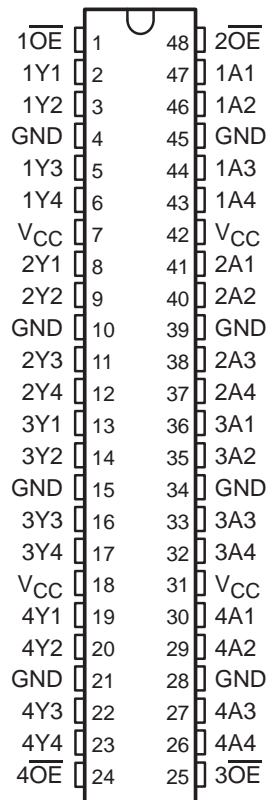 1O̅E̅ 1 48 2O̅E̅
1Y1 2 47 1A1
1Y2 3 46 1A2
GND 4 45 GND
1Y3 5 44 1A3
1Y4 6 43 1A4
VCC 7 42 VCC
2Y1 8 41 2A1
2Y2 9 40 2A2
GND 10 39 GND
2Y3 11 38 2A3
2Y4 12 37 2A4
3Y1 13 36 3A1
3Y2 14 35 3A2
GND 15 34 GND
3Y3 16 33 3A3
3Y4 17 32 3A4
VCC 18 31 VCC
4Y1 19 30 4A1
4Y2 20 29 4A2
GND 21 28 GND
4Y3 22 27 4A3
4Y4 23 26 4A4
4O̅E̅ 24 25 3O̅E̅